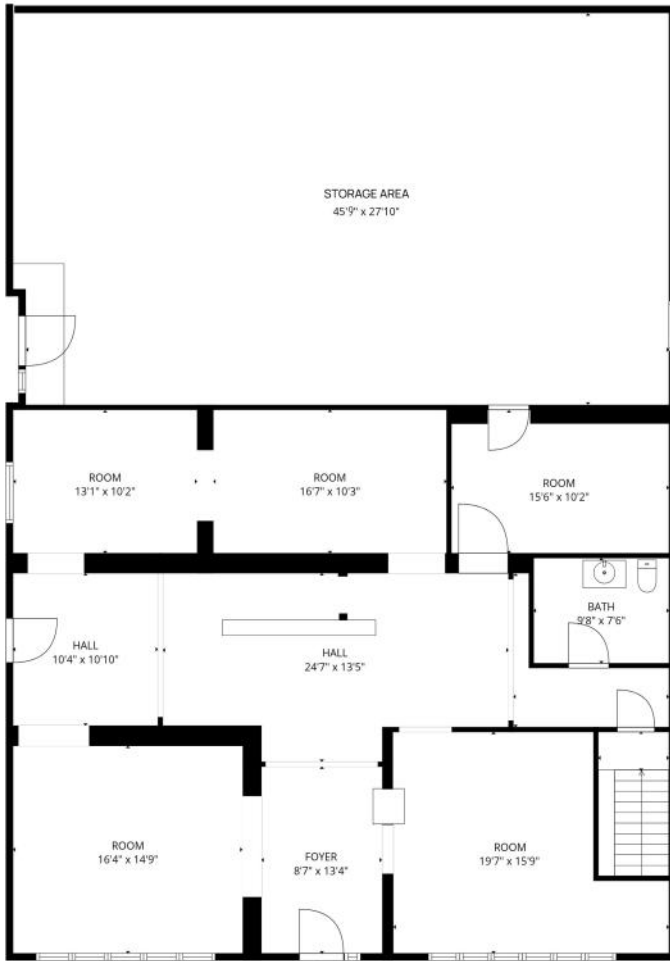 STORAGE AREA
45'9" x 27'10"
ROOM
13'1" x 10'2"
ROOM
16'7" x 10'3"
ROOM
15'6" x 10'2"
BATH
9'8" x 7'6"
HALL
10'4" x 10'10"
HALL
24'7" x 13'5"
ROOM
16'4" x 14'9"
FOYER
8'7" x 13'4"
ROOM
19'7" x 15'9"